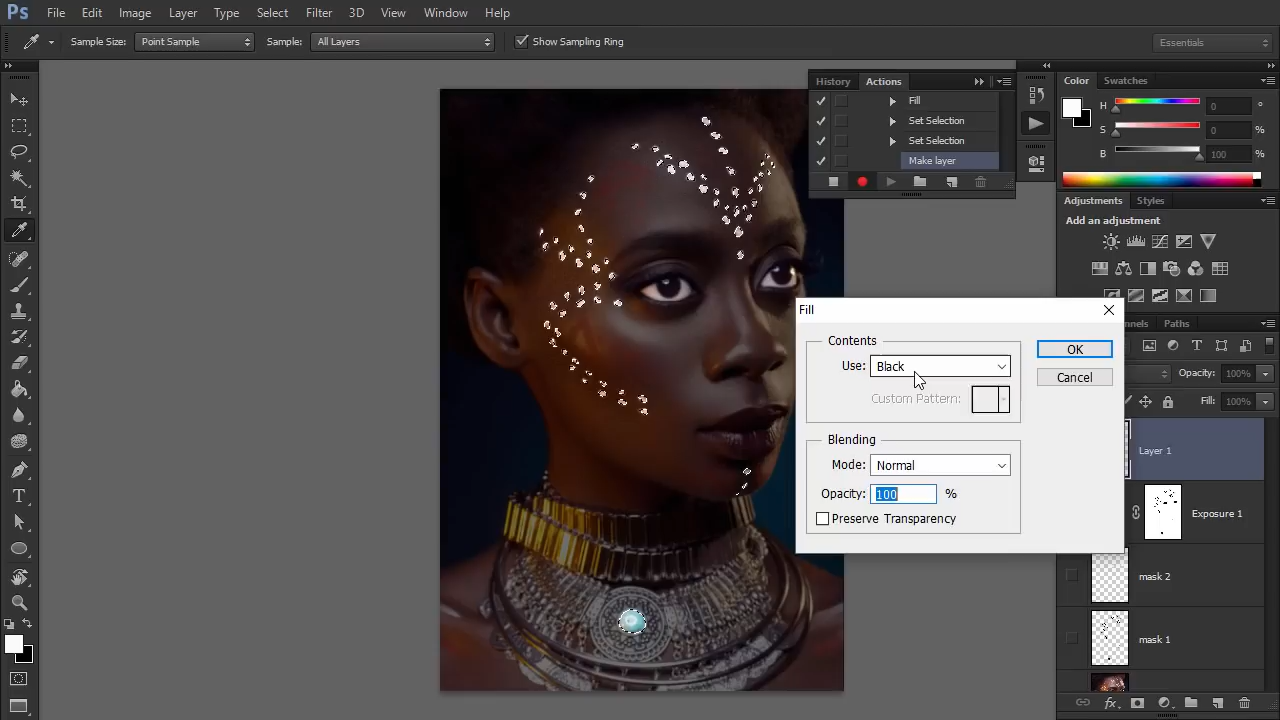 Ps File Edit Image Layer Type Select Filter 3D View Window Help
Sample Size: Point Sample Sample: All Layers Show Sampling Ring Essentials
History Actions
Fill
Set Selection
Set Selection
Make layer
Color Swatches
H 0 °
S 0 %
B 100 %
Adjustments Styles
Add an adjustment
Fill
Contents
Use: Black
Custom Pattern:
Blending
Mode: Normal
Opacity: 100 %
Preserve Transparency
OK
Cancel
nnels Paths
Opacity: 100%
Fill: 100%
Layer 1
Exposure 1
mask 2
mask 1